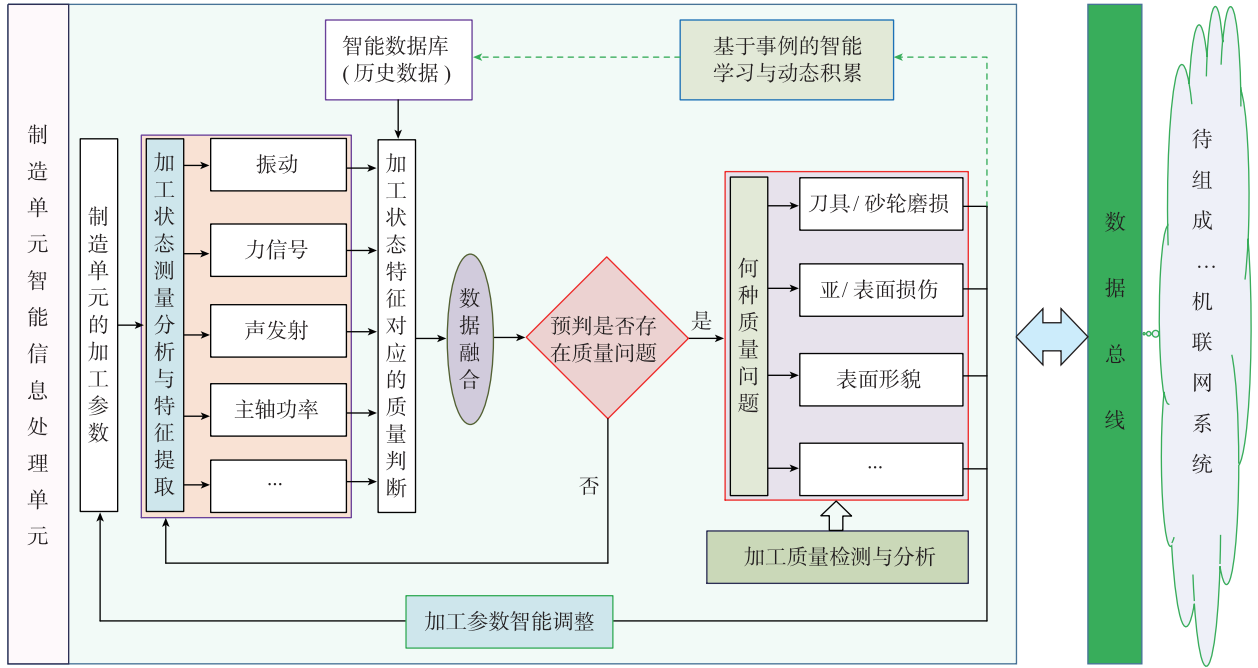 制造单元智能信息处理单元
制造单元的加工参数
加工状态测量分析与特征提取
振动
力信号
声发射
主轴功率
...
智能数据库
(历史数据)
加工状态特征对应的质量判断
数据融合
预判是否存
在质量问题
是
否
基于事例的智能
学习与动态积累
何种质量问题
刀具/砂轮磨损
亚/表面损伤
表面形貌
...
加工质量检测与分析
加工参数智能调整
数据总线
待组成…机联网系统